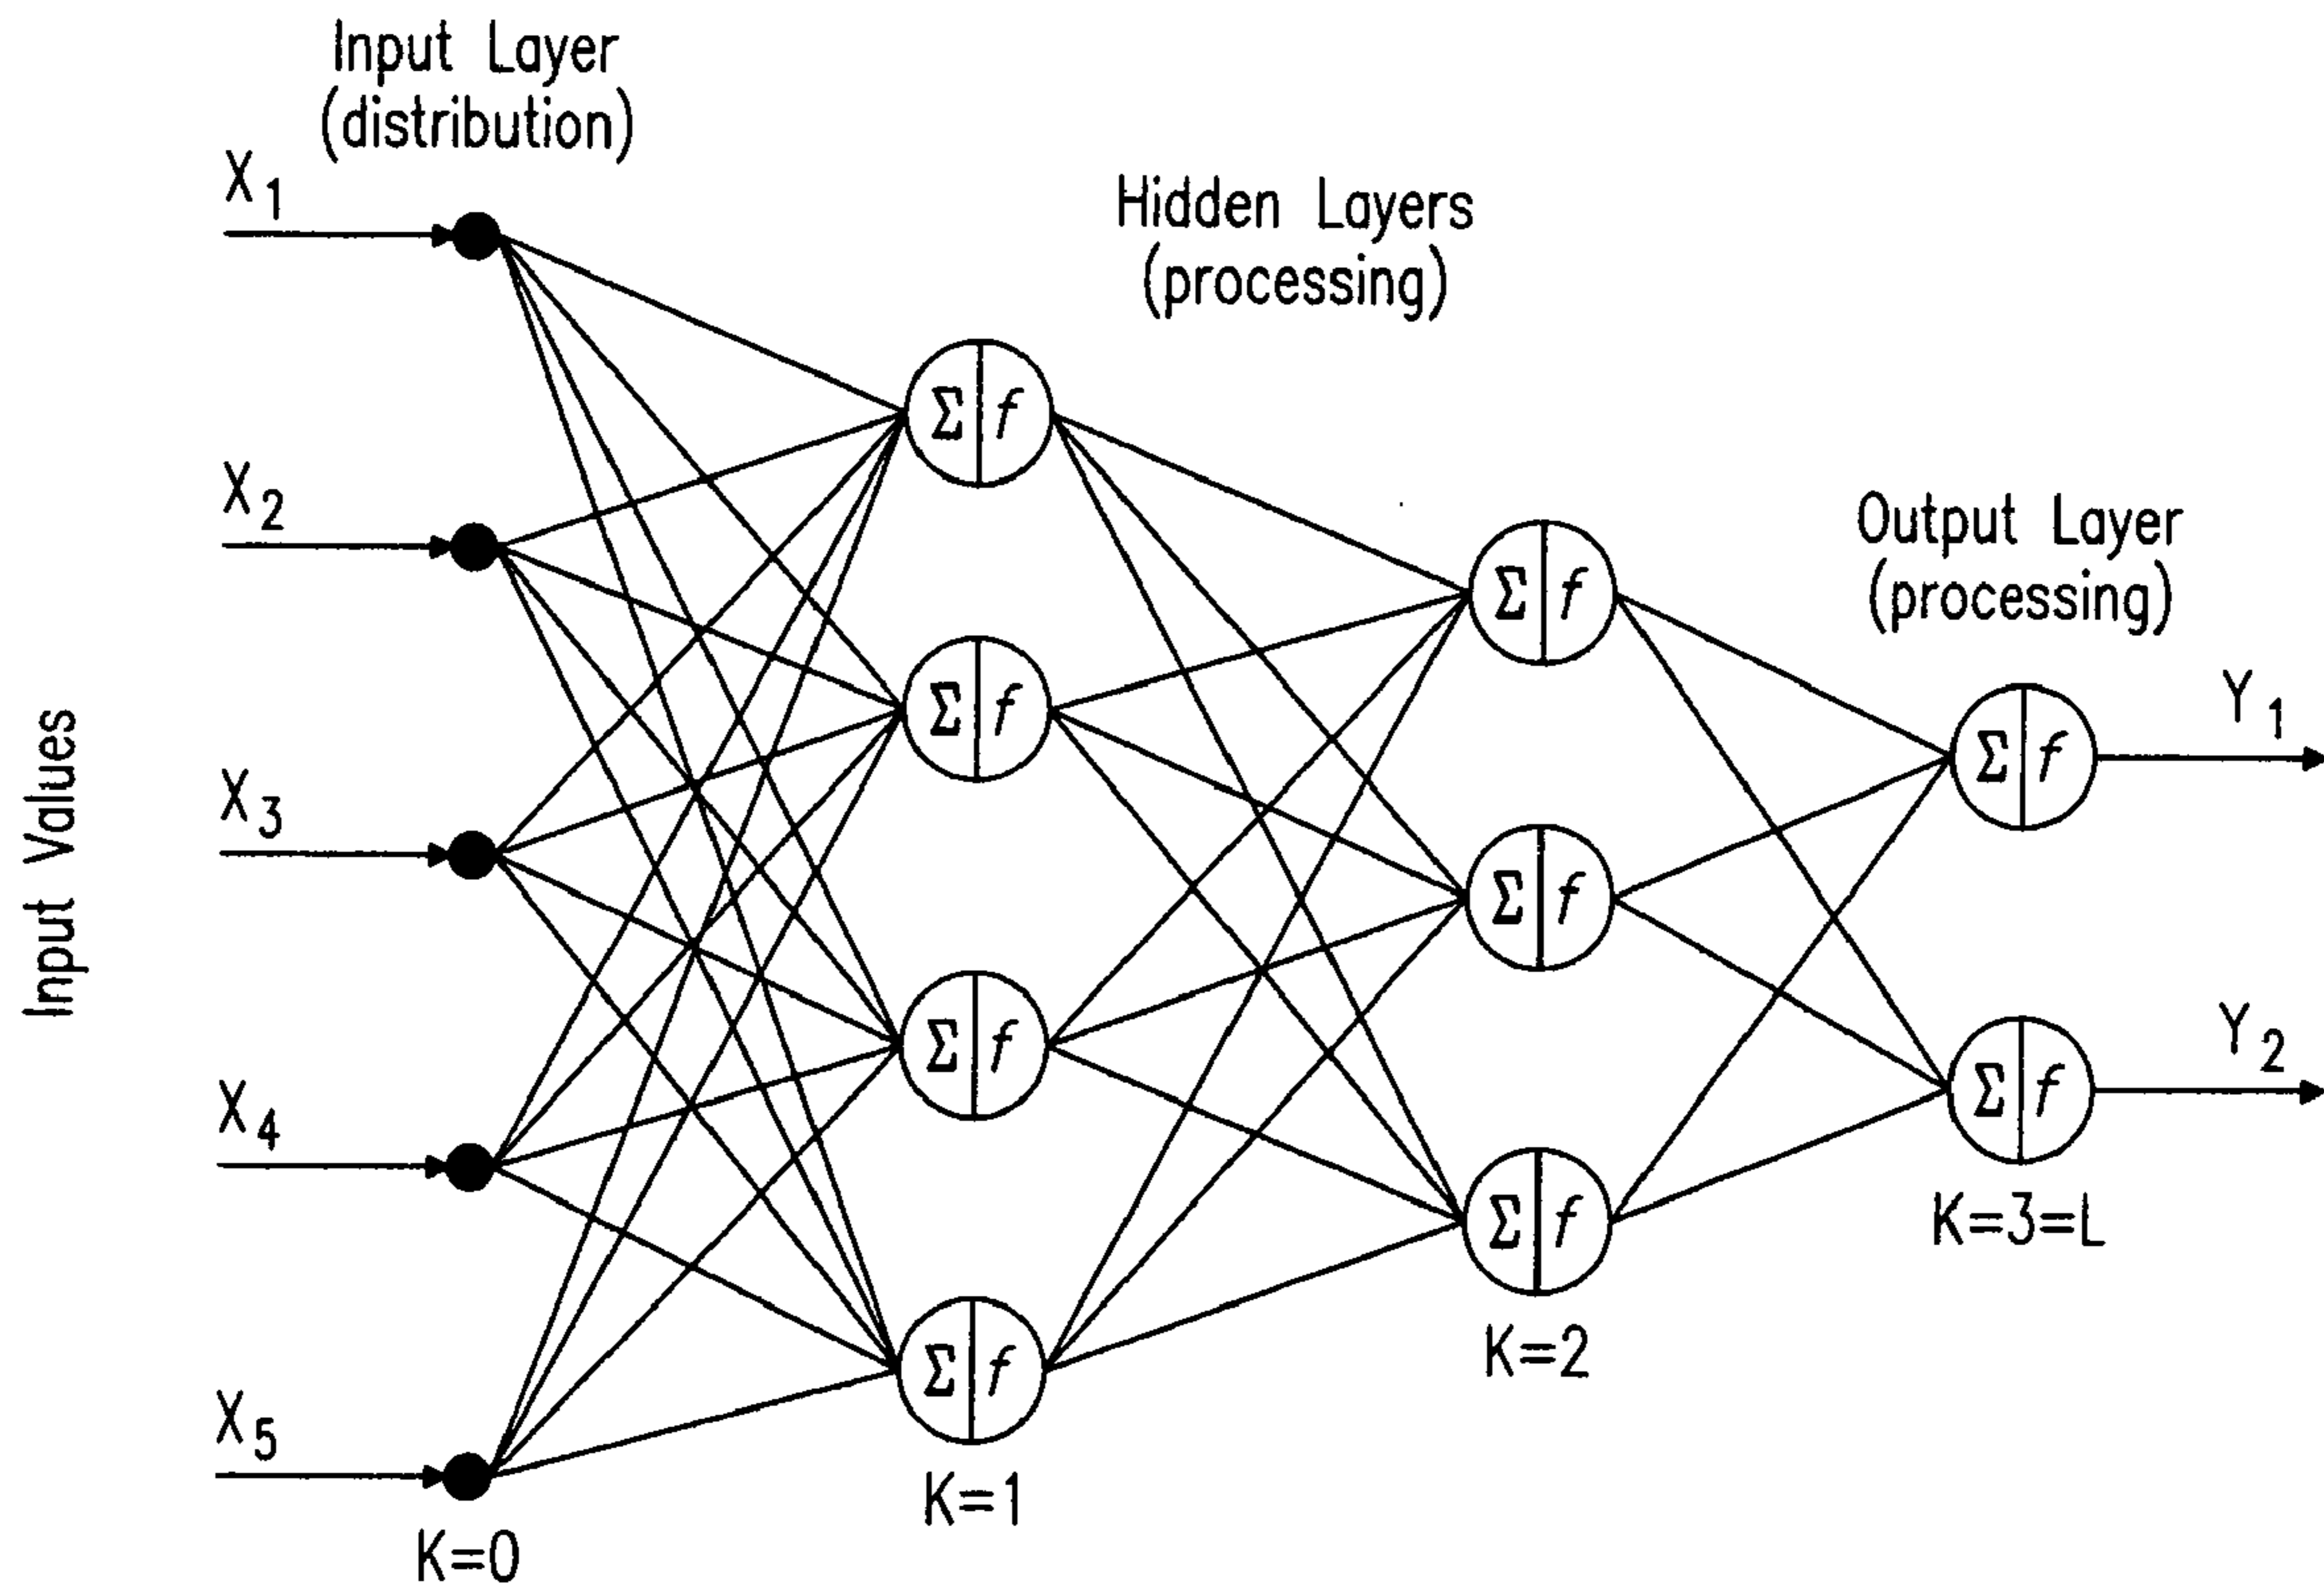 Input Layer
(distribution)
Hidden Layers
(processing)
Output Layer
(processing)
Input Values
X1
X2
X3
X4
X5
Σ f
Σ f
Σ f
Σ f
Σ f
Σ f
Σ f
Σ f
Σ f
Y1
Y2
K=0
K=1
K=2
K=3=L